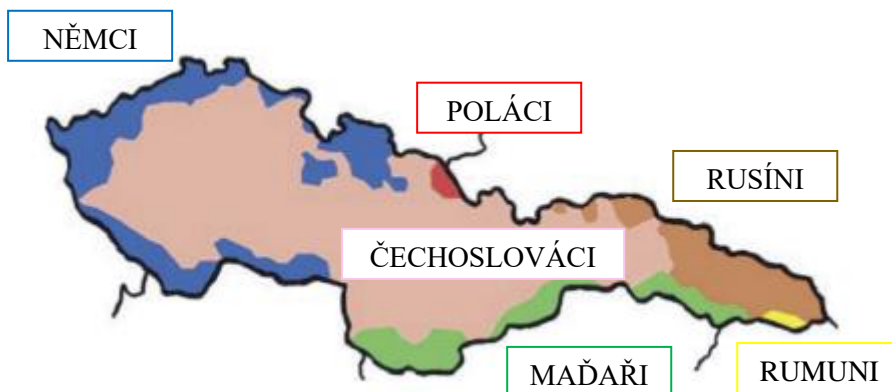 NĚMCI
POLÁCI
RUSÍNI
ČECHOSLOVÁCI
MAĎAŘI
RUMUNI